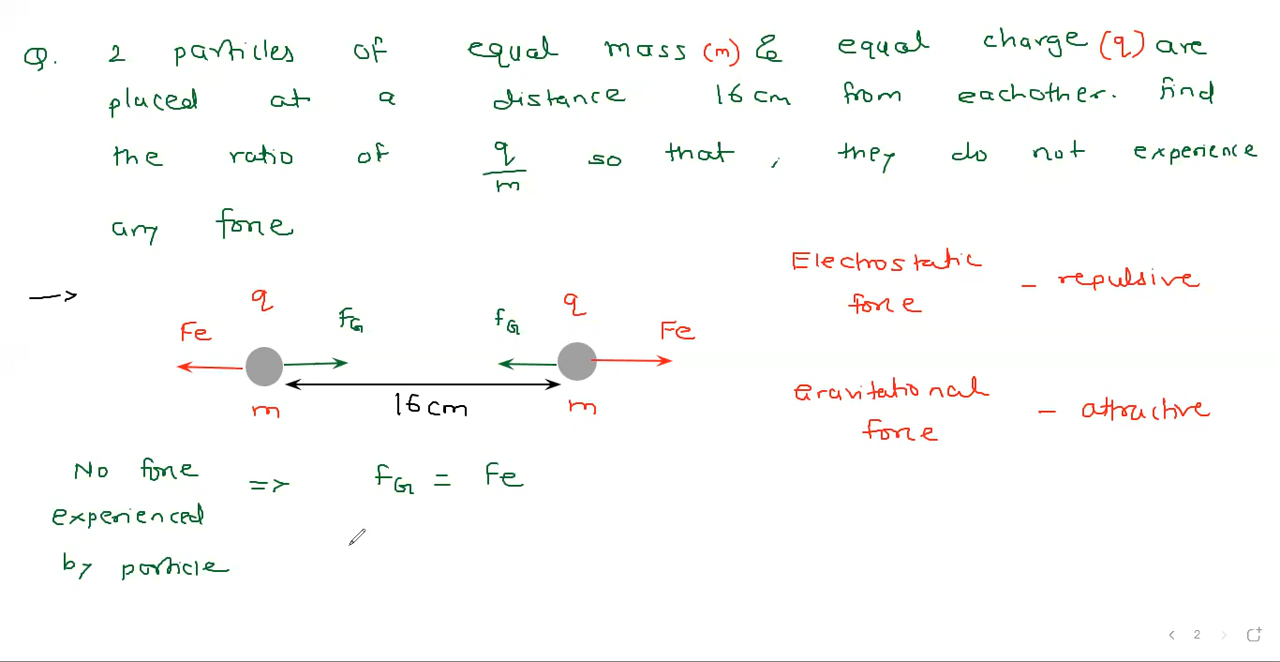 Q. 2 particles of equal mass (m) & equal charge (q) are
placed at a distance 16 cm from eachother. find
the ratio of q/m so that, they do not experience
any force
Electrostatic force - repulsive
→ q q
Fe FG FG Fe
16 cm
m m
Gravitational force - attractive
No force experienced by particle => FG = Fe
< 2 >